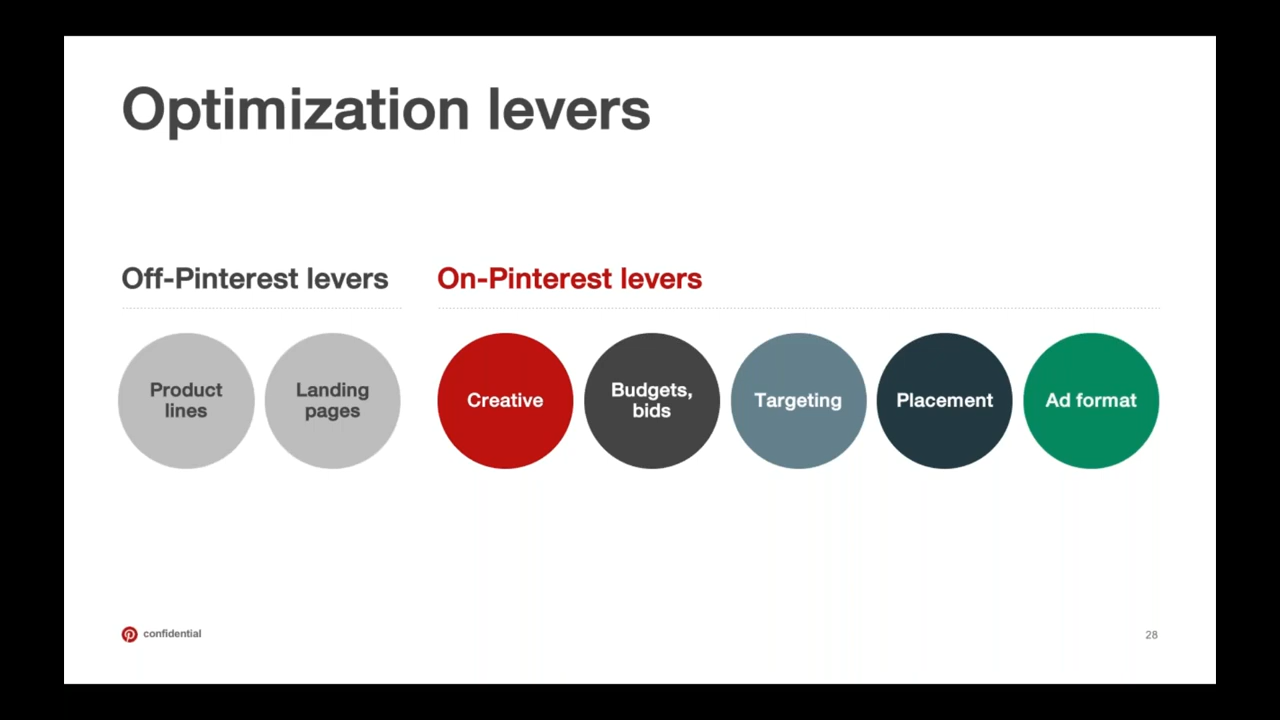 Optimization levers
Off-Pinterest levers
On-Pinterest levers
Product
lines
Landing
pages
Creative
Budgets,
bids
Targeting
Placement
Ad format
confidential
28